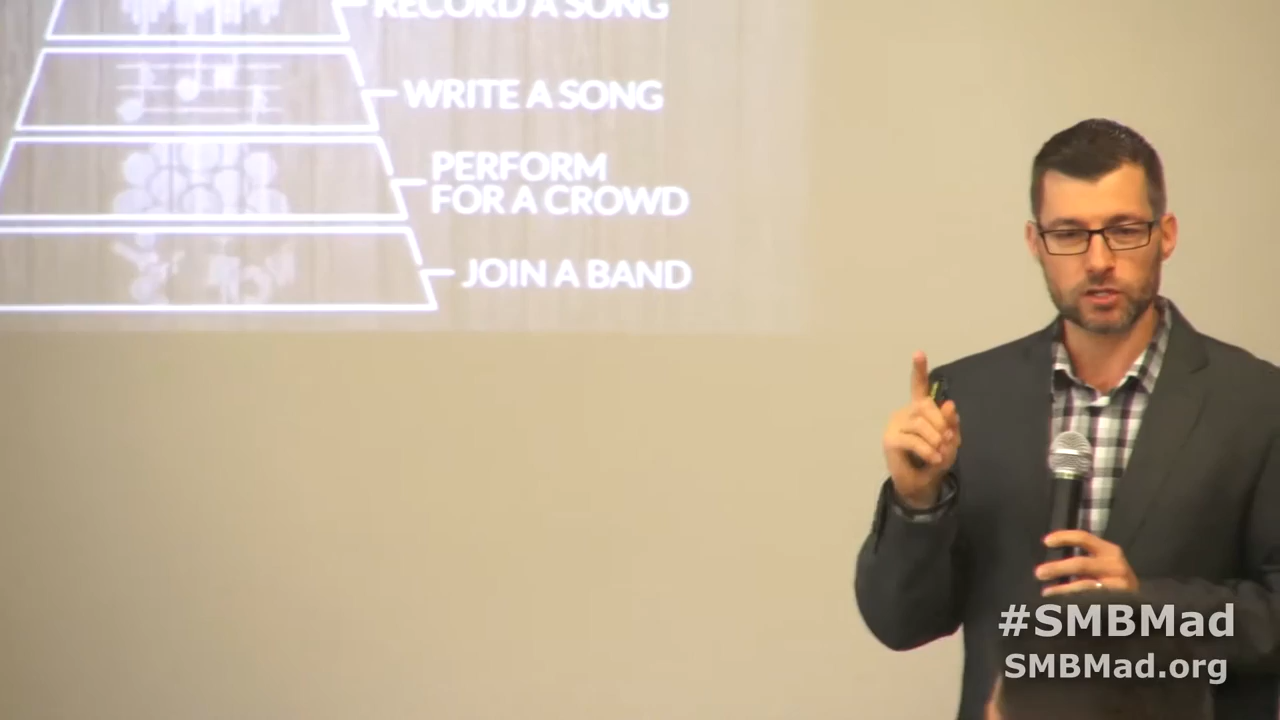 RECORD A SONG
WRITE A SONG
PERFORM
FOR A CROWD
JOIN A BAND
#SMBMad
SMBMad.org